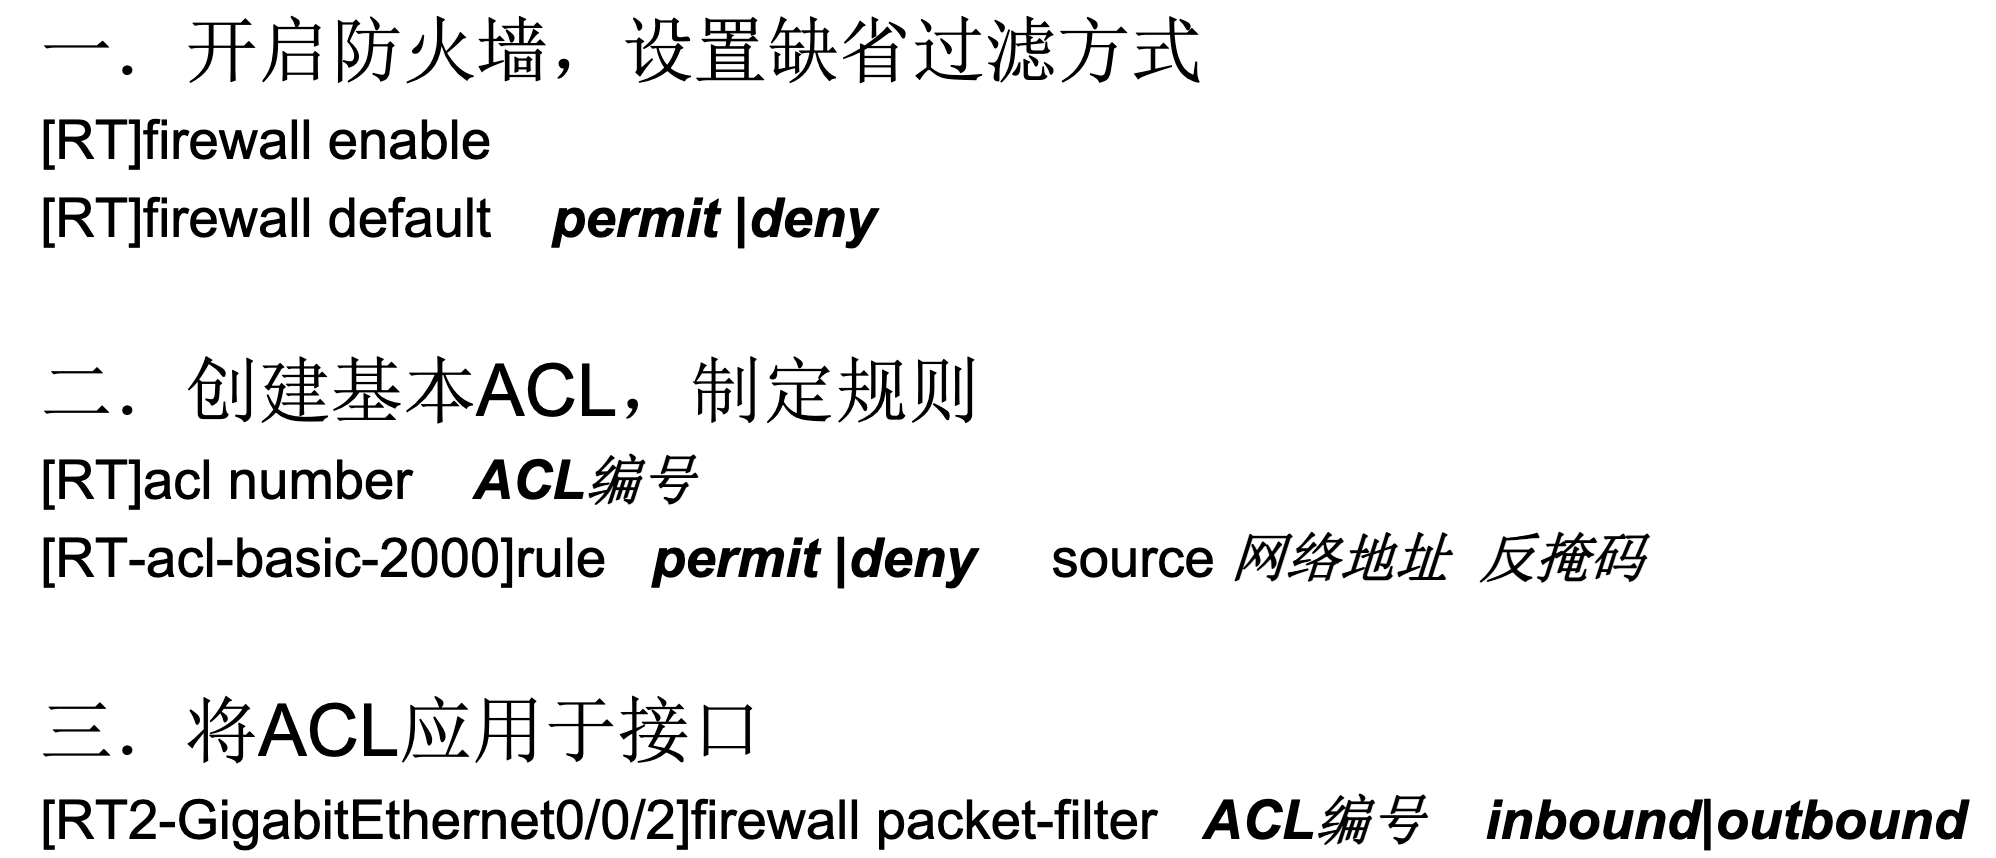 一．开启防火墙，设置缺省过滤方式
[RT]firewall enable
[RT]firewall default permit |deny
二．创建基本ACL，制定规则
[RT]acl number ACL编号
[RT-acl-basic-2000]rule permit |deny source 网络地址 反掩码
三．将ACL应用于接口
[RT2-GigabitEthernet0/0/2]firewall packet-filter ACL编号 inbound|outbound